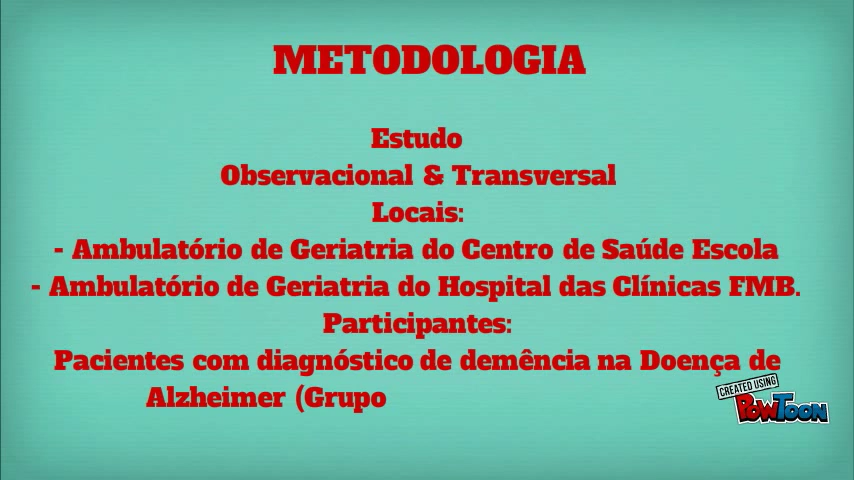 METODOLOGIA
Estudo
Observacional & Transversal
Locais:
- Ambulatório de Geriatria do Centro de Saúde Escola
- Ambulatório de Geriatria do Hospital das Clínicas FMB.
Participantes:
Pacientes com diagnóstico de demência na Doença de
Alzheimer (Grupo
CREATED USING
POWTOON